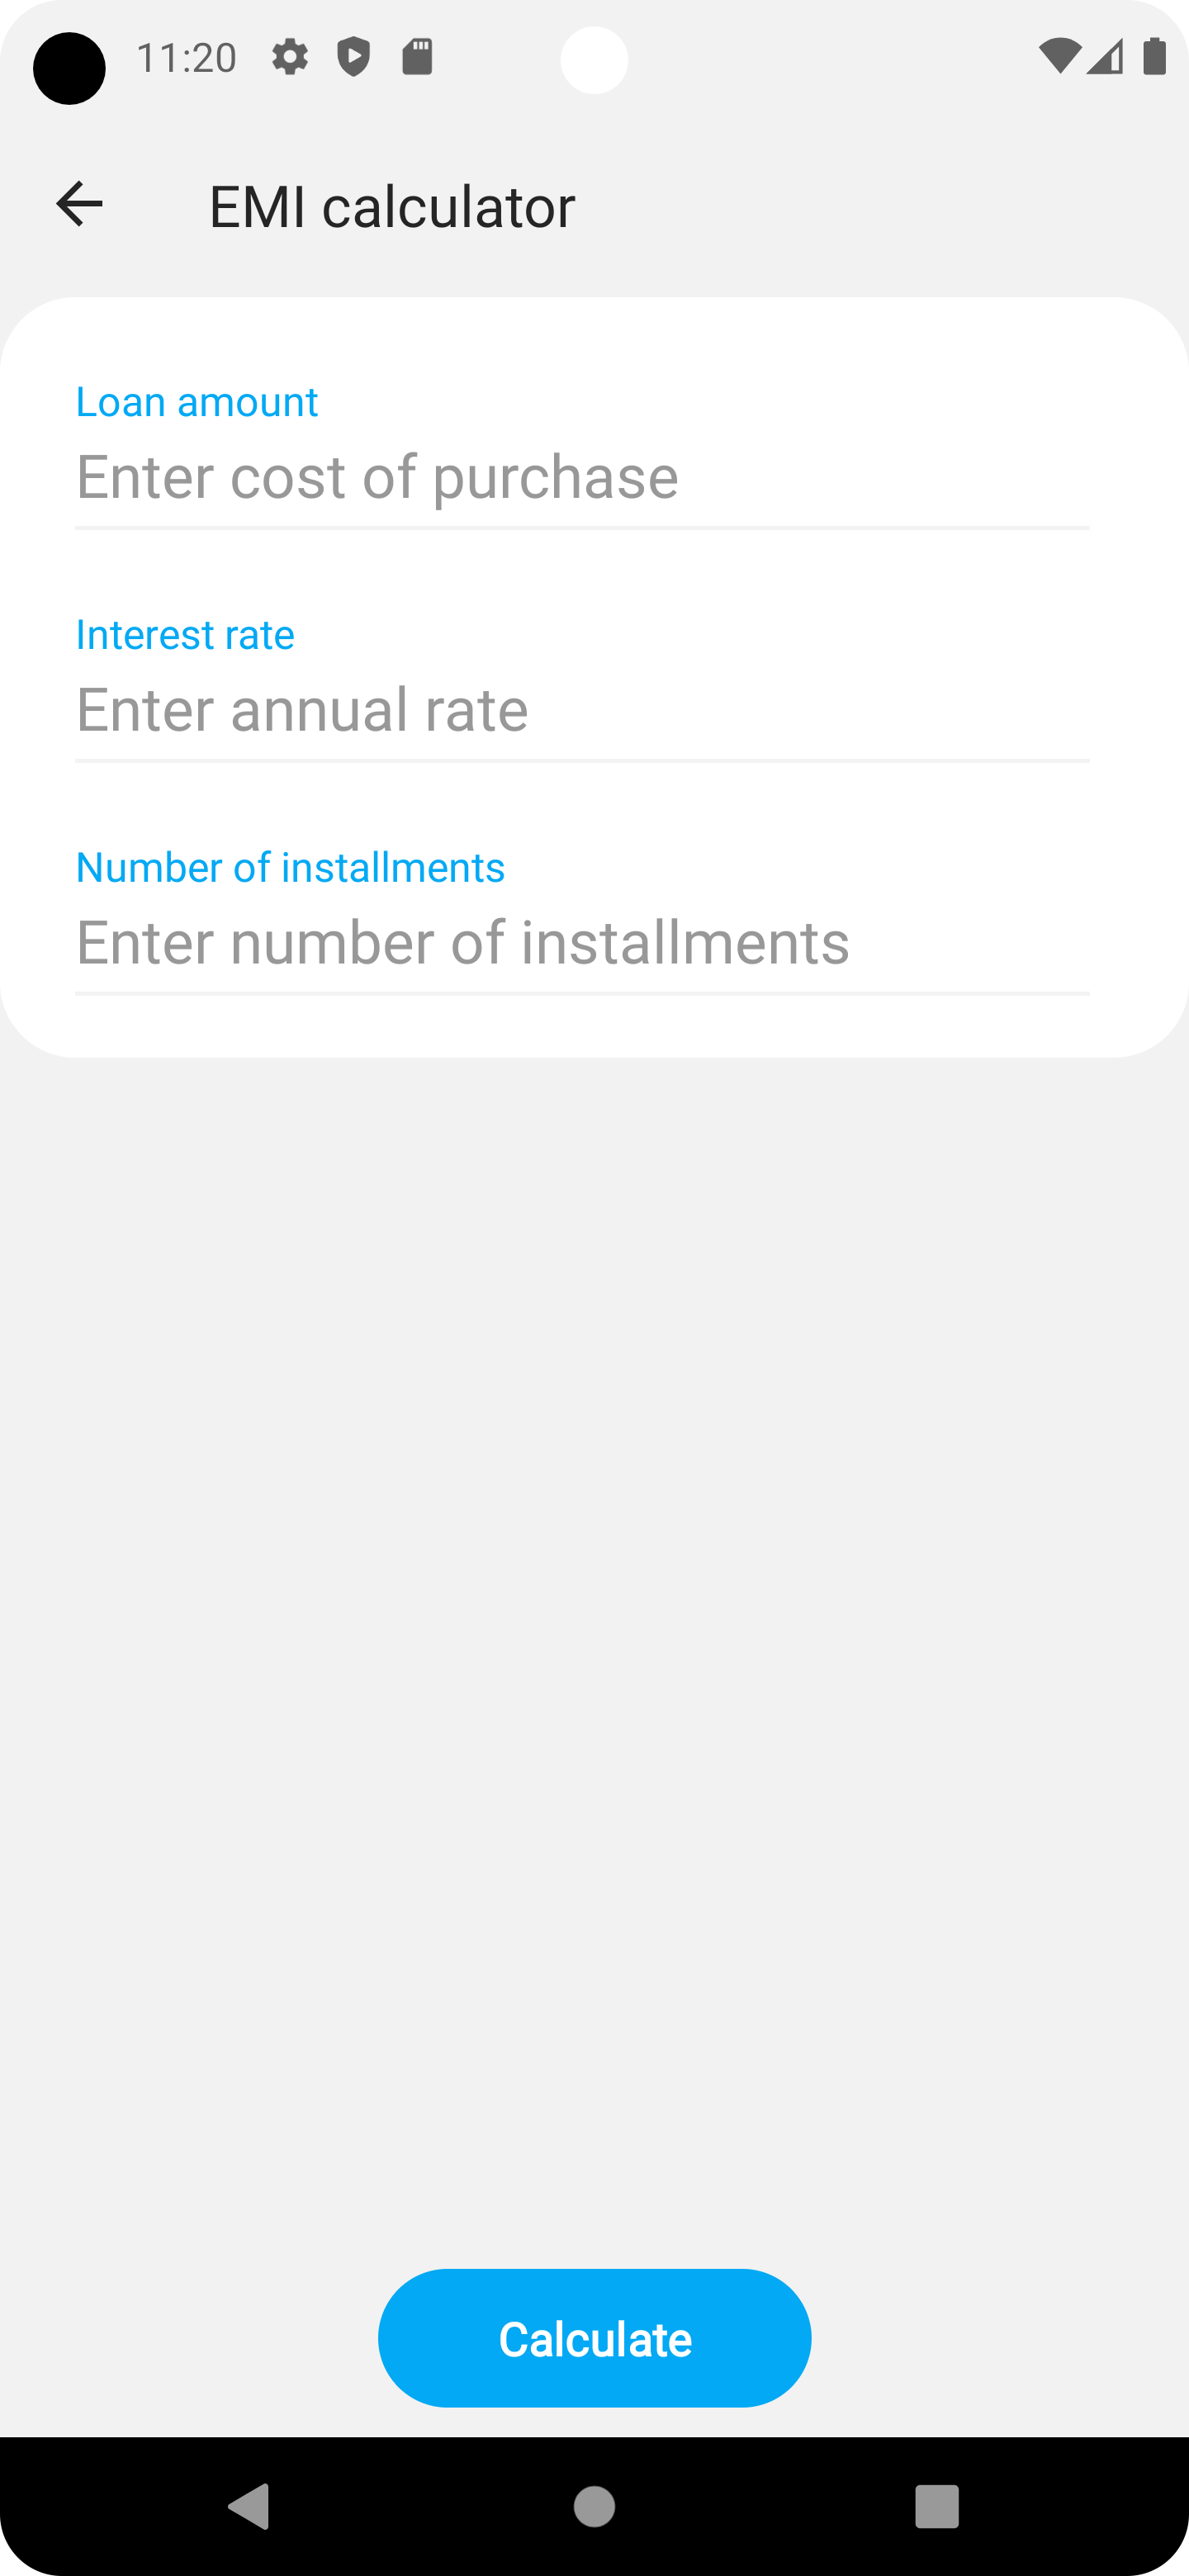 11:20
EMI calculator
Loan amount
Enter cost of purchase
Interest rate
Enter annual rate
Number of installments
Enter number of installments
Calculate